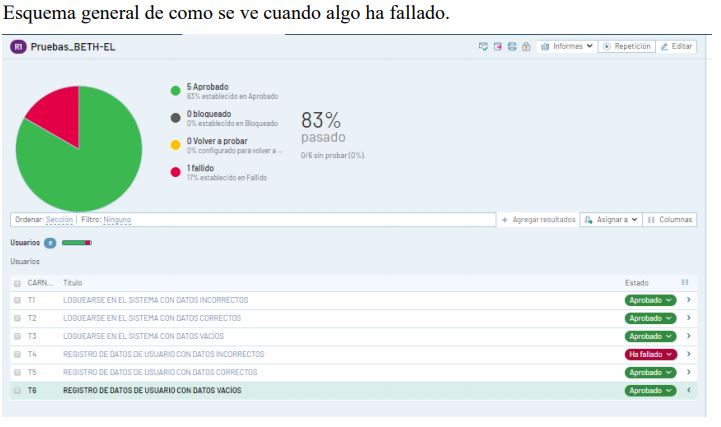 Esquema general de como se ve cuando algo ha fallado.
R1 Pruebas_BETH-EL
Informes Repetición Editar
5 Aprobado
83% establecido en Aprobado
0 bloqueado
0% establecido en Bloqueado
0 Volver a probar
0% configurado para volver a ...
1 fallido
17% establecido en Fallido
83%
pasado
0/6 sin probar (0%).
Ordenar: Sección Filtro: Ninguno
+ Agregar resultados Asignar a Columnas
Usuarios 6
Usuarios
CARN... Título Estado
T1 LOGUEARSE EN EL SISTEMA CON DATOS INCORRECTOS Aprobado
T2 LOGUEARSE EN EL SISTEMA CON DATOS CORRECTOS Aprobado
T3 LOGUEARSE EN EL SISTEMA CON DATOS VACÍOS Aprobado
T4 REGISTRO DE DATOS DE USUARIO CON DATOS INCORRECTOS Ha fallado
T5 REGISTRO DE DATOS DE USUARIO CON DATOS CORRECTOS Aprobado
T6 REGISTRO DE DATOS DE USUARIO CON DATOS VACÍOS Aprobado